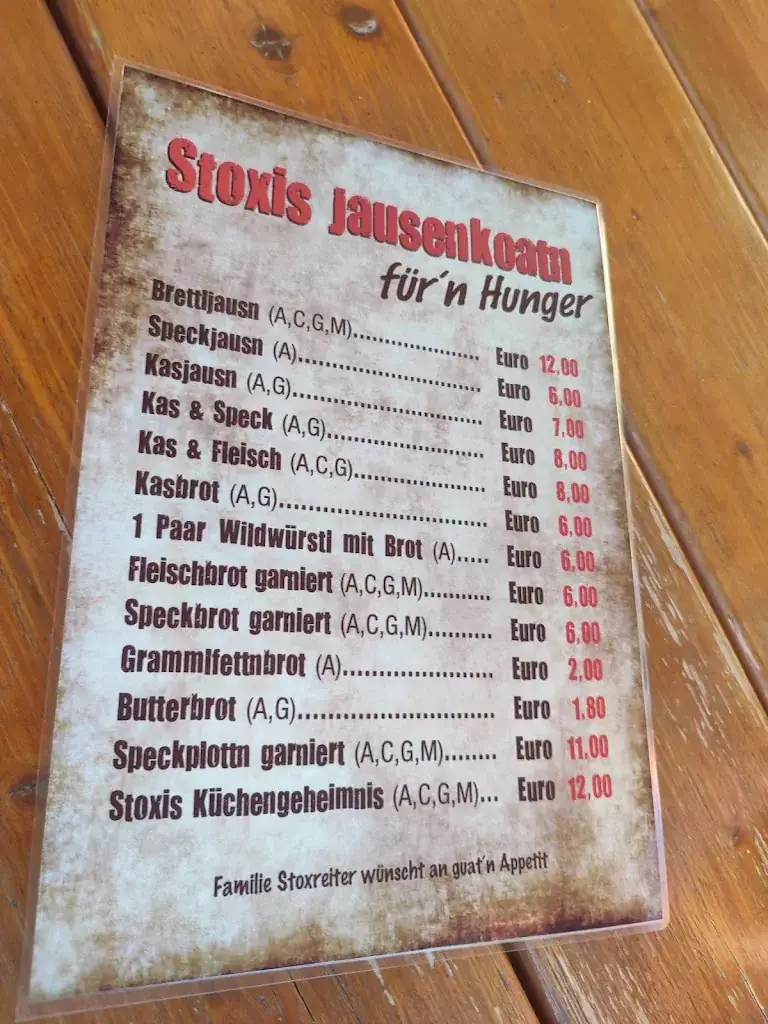 Stoxis Jausenkoatn
für´n Hunger
Brettljausn (A,C,G,M)..................... Euro 12,00
Speckjausn (A).............................. Euro 6,00
Kasjausn (A,G)............................... Euro 7,00
Kas & Speck (A,G)......................... Euro 8,00
Kas & Fleisch (A,C,G)..................... Euro 8,00
Kasbrot (A,G)................................. Euro 6,00
1 Paar Wildwürstl mit Brot (A)..... Euro 6,00
Fleischbrot garniert (A,C,G,M)........... Euro 6,00
Speckbrot garniert (A,C,G,M).......... Euro 6,00
Grammlfettnbrot (A)........................ Euro 2,00
Butterbrot (A,G)............................... Euro 1,80
Speckplottn garniert (A,C,G,M)........ Euro 11,00
Stoxis Küchengeheimnis (A,C,G,M)... Euro 12,00
Familie Stoxreiter wünscht an guat´n Appetit